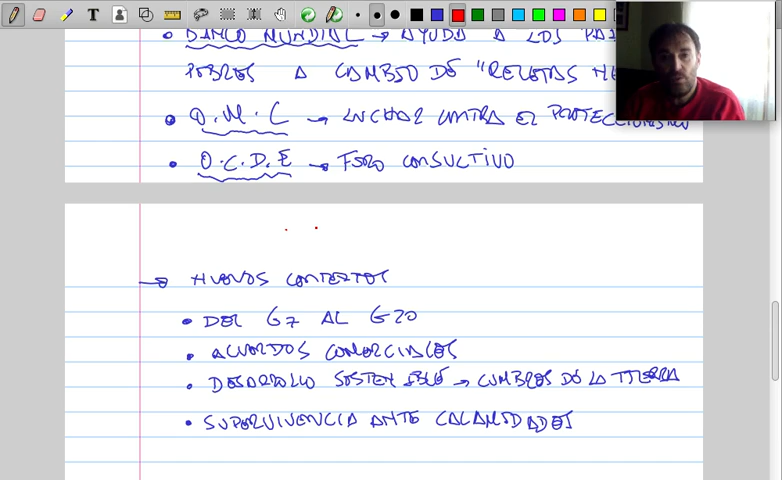 • BANCO MUNDIAL → AYUDA A LOS
POBRES A CAMBIO DE "RECETAS
• O.M.C → LUCHAR CONTRA EL PROTECCIONISMO
• O.C.D.E → FORO CONSULTIVO
→ NUEVOS CONTEXTOS
• DEL G7 AL G20
• ACUERDOS COMERCIALES
• DESARROLLO SOSTENIBLE → CUMBRES DE LA TIERRA
• SUPERVIVENCIA ANTE CALAMIDADES